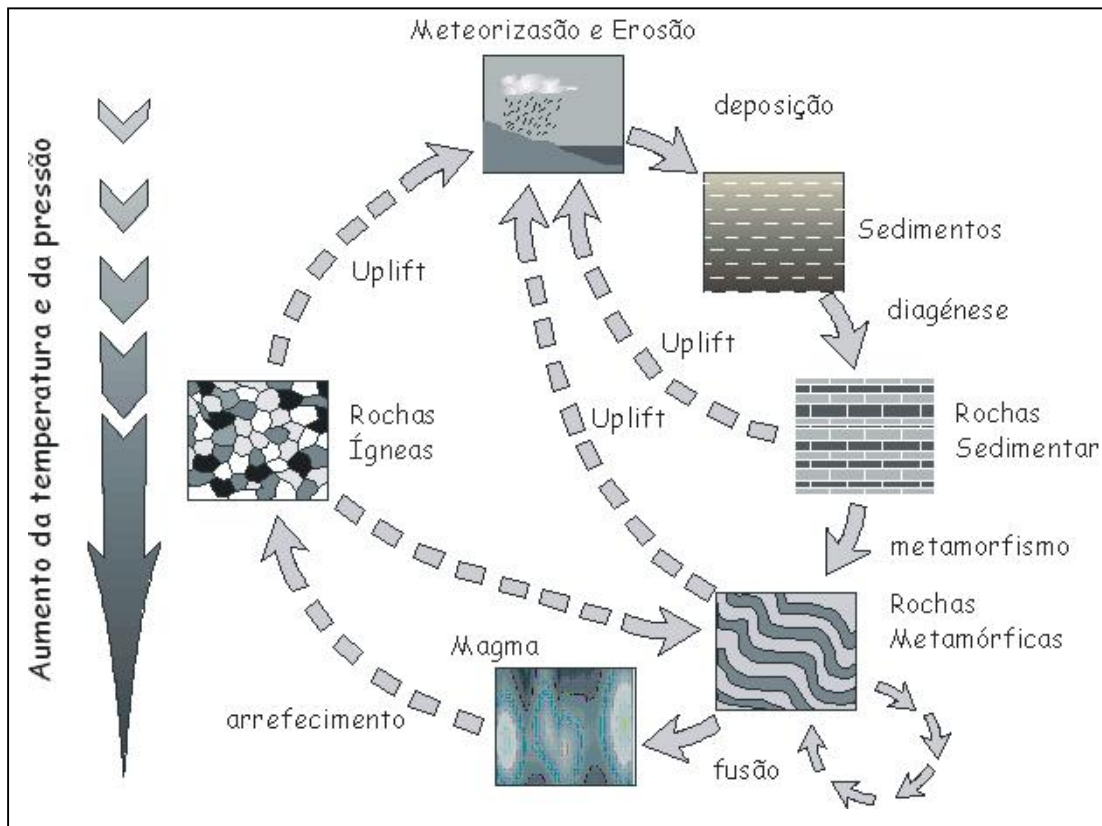 Meteorizasão e Erosão
deposição
Sedimentos
diagénese
Uplift
Uplift
Uplift
Rochas
Sedimentar
Rochas
Ígneas
metamorfismo
Rochas
Metamórficas
Magma
arrefecimento
fusão
Aumento da temperatura e da pressão